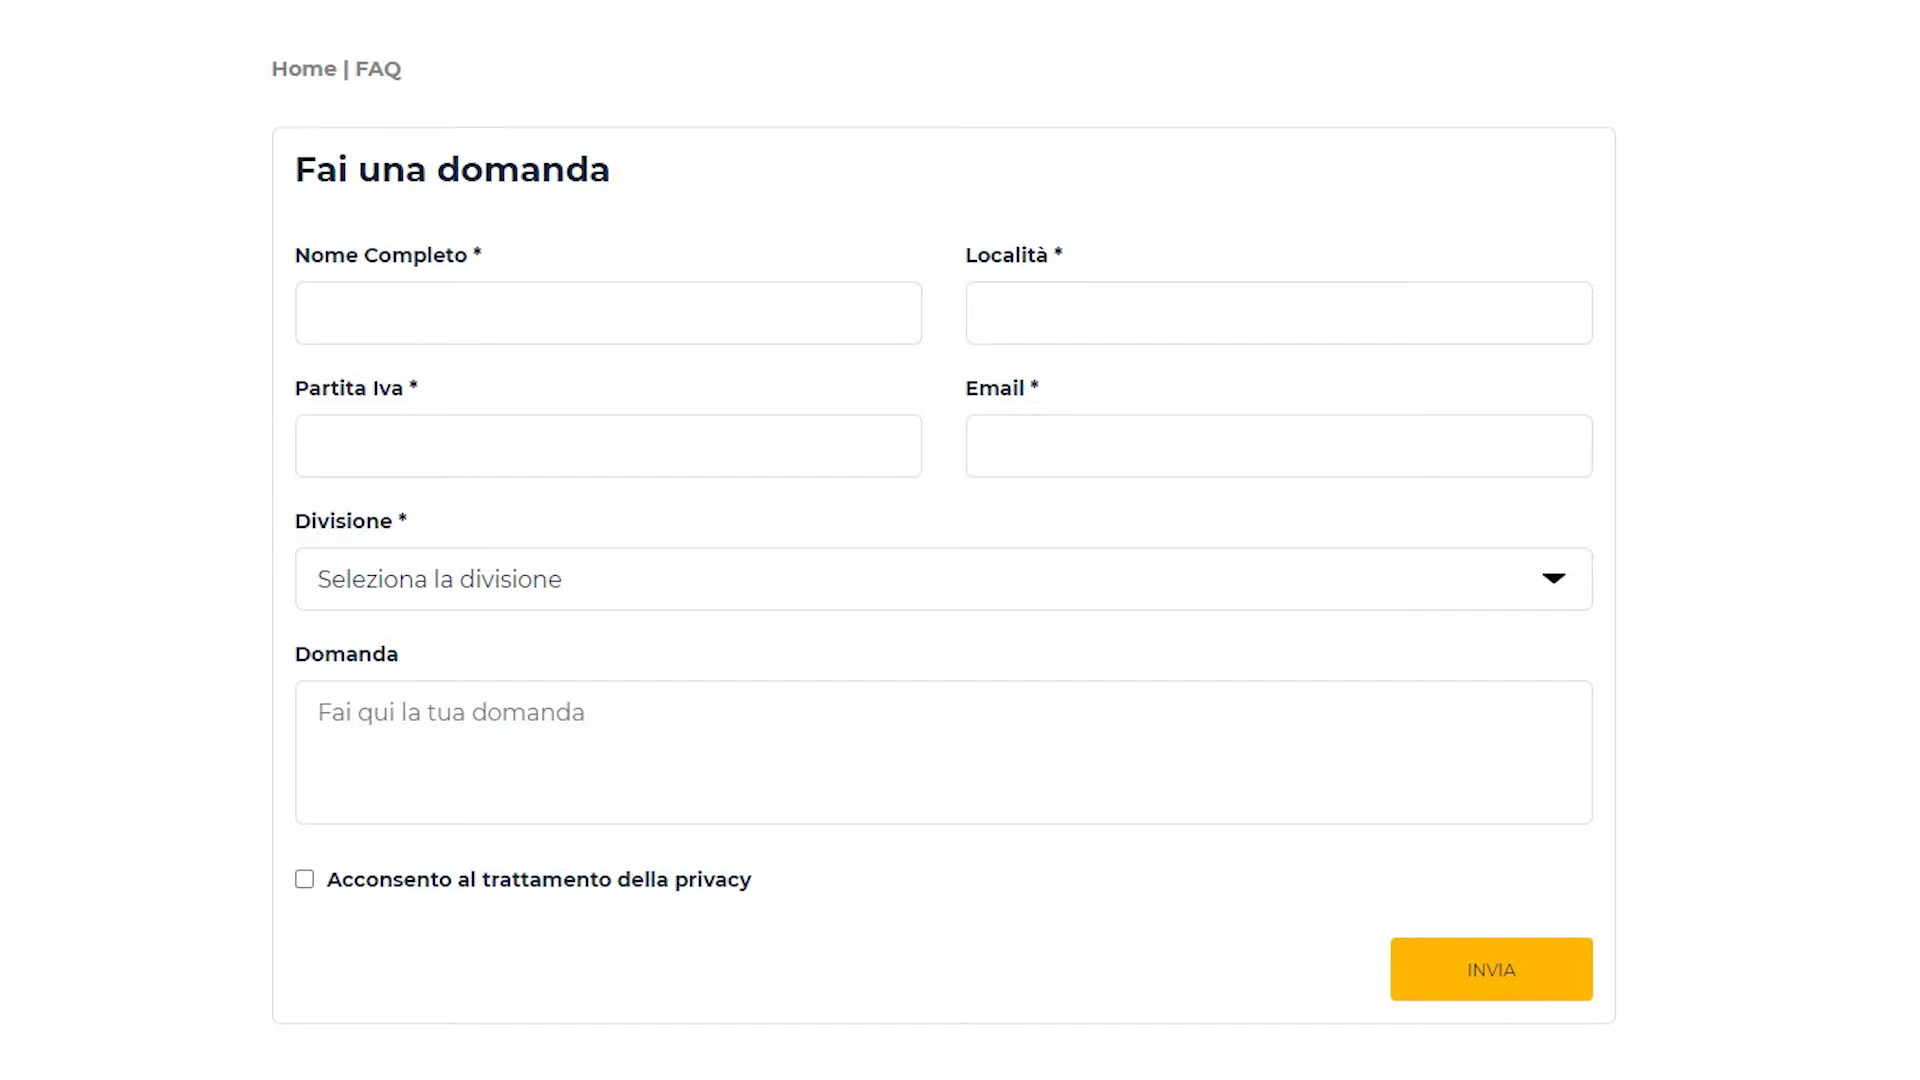 Home | FAQ
Fai una domanda
Nome Completo *
Località *
Partita Iva *
Email *
Divisione *
Seleziona la divisione
Domanda
Fai qui la tua domanda
Acconsento al trattamento della privacy
INVIA